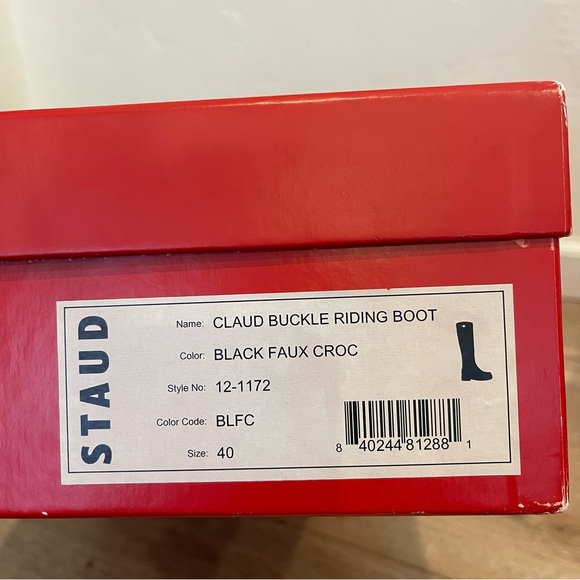 STAUD
Name: CLAUD BUCKLE RIDING BOOT
Color: BLACK FAUX CROC
Style No: 12-1172
Color Code: BLFC
Size: 40
8 40244 81288 1